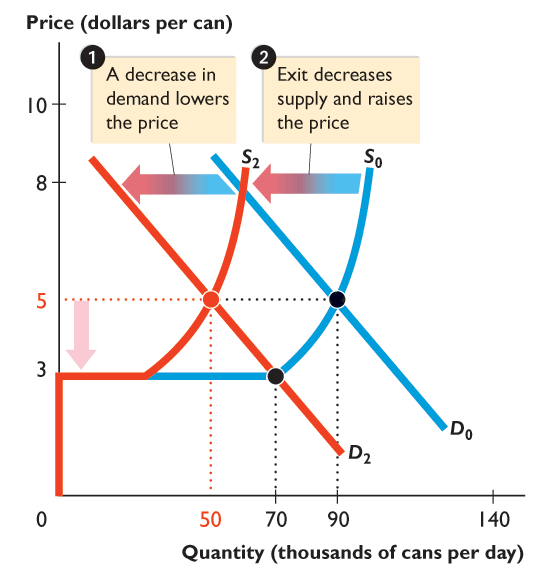 Price (dollars per can)
1
A decrease in
demand lowers
the price
2
Exit decreases
supply and raises
the price
10
8
5
3
0
S2
S0
D0
D2
50
70
90
140
Quantity (thousands of cans per day)